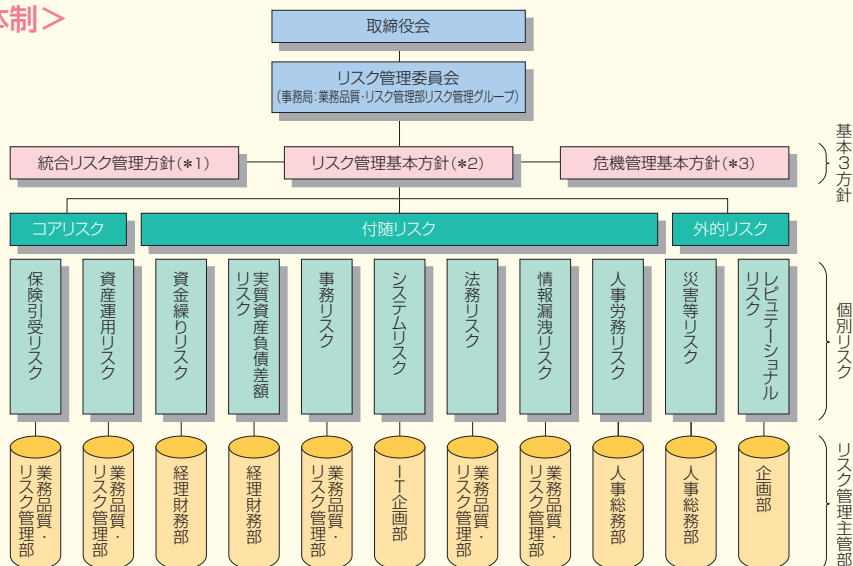 体制＞
取締役会
リスク管理委員会
（事務局：業務品質・リスク管理部リスク管理グループ）
統合リスク管理方針（＊1）
リスク管理基本方針（＊2）
危機管理基本方針（＊3）
基本3方針
コアリスク
付随リスク
外的リスク
保険引受リスク
資産運用リスク
資金繰りリスク
実質資産負債差額
リスク
事務リスク
システムリスク
法務リスク
情報漏洩リスク
人事労務リスク
災害等リスク
レピュテーショナル
リスク
個別リスク
業務品質・
リスク管理部
業務品質・
リスク管理部
経理財務部
経理財務部
業務品質・
リスク管理部
IT企画部
業務品質・
リスク管理部
業務品質・
リスク管理部
人事総務部
人事総務部
企画部
リスク管理主管部